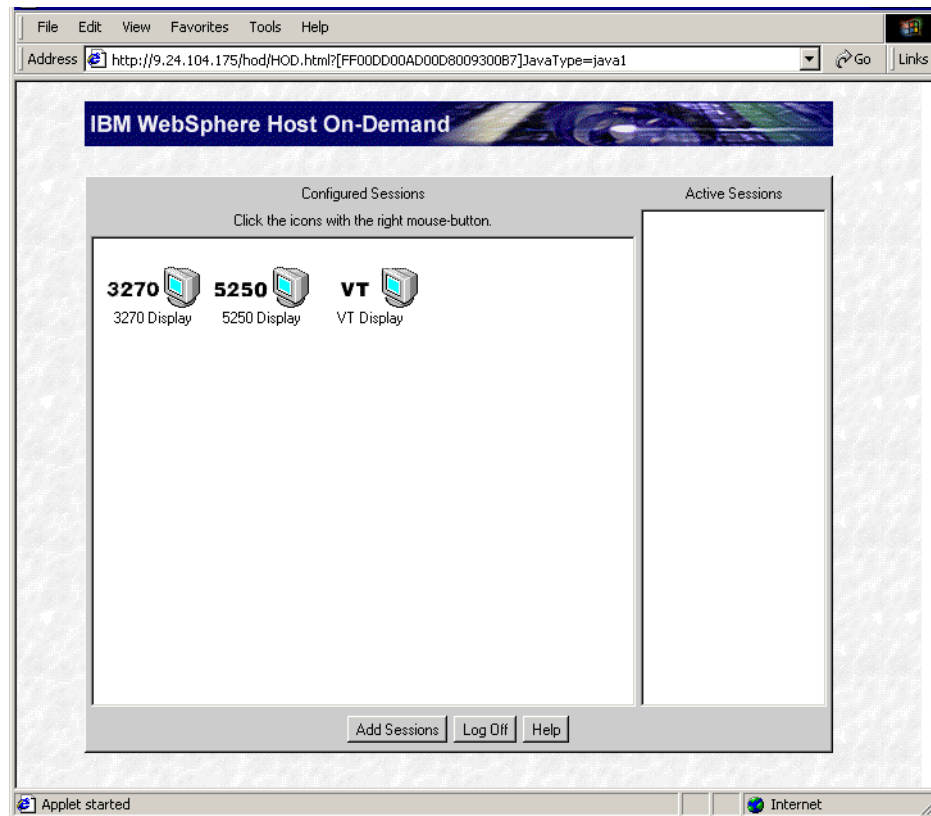 File Edit View Favorites Tools Help
Address http://9.24.104.175/hod/HOD.html?[FF00DD00AD00D8009300B7]JavaType=java1 Go Links
IBM WebSphere Host On-Demand
Configured Sessions
Click the icons with the right mouse-button.
Active Sessions
3270 5250 VT
3270 Display 5250 Display VT Display
Add Sessions Log Off Help
Applet started Internet